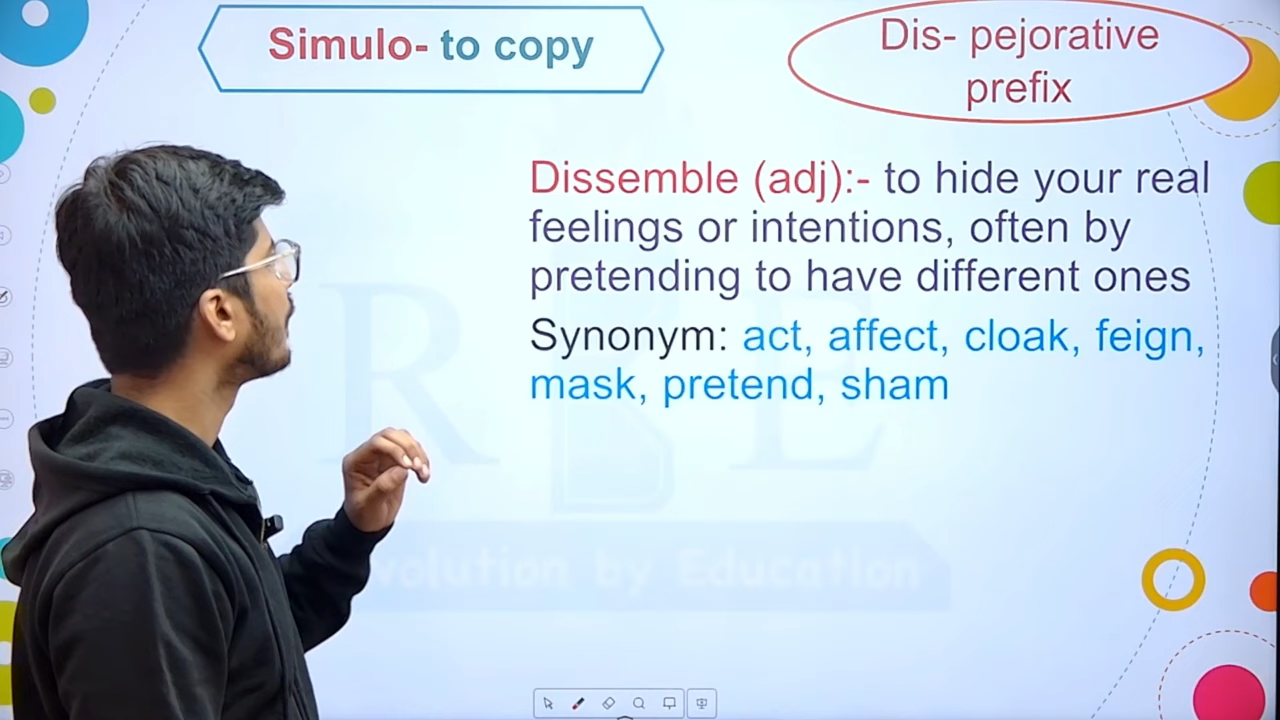 Simulo- to copy
Dis- pejorative
prefix
Dissemble (adj):- to hide your real
feelings or intentions, often by
pretending to have different ones
Synonym: act, affect, cloak, feign,
mask, pretend, sham
R E
by Education